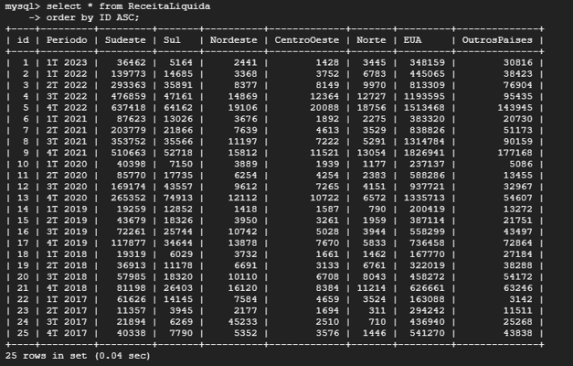 mysql> select * from ReceitaLiquida
    -> order by ID ASC;
+----+---------+---------+-------+----------+-------------+-------+---------+--------------+
| id | Periodo | Sudeste | Sul   | Nordeste | CentroOeste | Norte | EUA     | OutrosPaises |
+----+---------+---------+-------+----------+-------------+-------+---------+--------------+
|  1 | 1T 2023 |   36462 |  5164 |     2441 |        1428 |  3445 |  348159 |        30816 |
|  2 | 1T 2022 |  139773 | 14685 |     3368 |        3752 |  6783 |  445065 |        38423 |
|  3 | 2T 2022 |  293363 | 35891 |     8377 |        8149 |  9970 |  813309 |        76904 |
|  4 | 3T 2022 |  476859 | 47161 |    14869 |       12364 | 12727 | 1193595 |        95435 |
|  5 | 4T 2022 |  637418 | 64162 |    19106 |       20088 | 18756 | 1513468 |       143945 |
|  6 | 1T 2021 |   87623 | 13026 |     3676 |        1892 |  2275 |  383320 |        20730 |
|  7 | 2T 2021 |  203779 | 21866 |     7639 |        4613 |  3529 |  838826 |        51173 |
|  8 | 3T 2021 |  353752 | 35566 |    11197 |        7222 |  5291 | 1314784 |        90159 |
|  9 | 4T 2021 |  510663 | 52718 |    15812 |       11521 | 13054 | 1826941 |       177168 |
| 10 | 1T 2020 |   40398 |  7150 |     3889 |        1939 |  1177 |  237137 |         5086 |
| 11 | 2T 2020 |   85770 | 17735 |     6254 |        4254 |  2383 |  588286 |        13455 |
| 12 | 3T 2020 |  169174 | 43557 |     9612 |        7265 |  4151 |  937721 |        32967 |
| 13 | 4T 2020 |  265352 | 74913 |    12112 |       10722 |  6572 | 1335713 |        54607 |
| 14 | 1T 2019 |   19259 | 12852 |     1418 |        1587 |   790 |  200419 |        13272 |
| 15 | 2T 2019 |   43679 | 18326 |     3950 |        3261 |  1959 |  387114 |        21751 |
| 16 | 3T 2019 |   72261 | 25744 |    10742 |        5028 |  3944 |  558299 |        43497 |
| 17 | 4T 2019 |  117877 | 34644 |    13878 |        7670 |  5833 |  736458 |        72864 |
| 18 | 1T 2018 |   19319 |  6029 |     3732 |        1661 |  1462 |  167770 |        27184 |
| 19 | 2T 2018 |   36913 | 11178 |     6691 |        3133 |  6761 |  322019 |        38288 |
| 20 | 3T 2018 |   57985 | 18320 |    10110 |        6708 |  8043 |  458272 |        54172 |
| 21 | 4T 2018 |   81198 | 26403 |    16120 |        8384 | 11214 |  626661 |        63246 |
| 22 | 1T 2017 |   61626 | 14145 |     7584 |        4659 |  3524 |  163088 |         3142 |
| 23 | 2T 2017 |   11357 |  3945 |     2177 |        1694 |   311 |  294242 |        11511 |
| 24 | 3T 2017 |   21894 |  6269 |    45233 |        2510 |   710 |  436940 |        25268 |
| 25 | 4T 2017 |   40338 |  7790 |     5352 |        3576 |  1446 |  541270 |        43838 |
+----+---------+---------+-------+----------+-------------+-------+---------+--------------+
25 rows in set (0.04 sec)